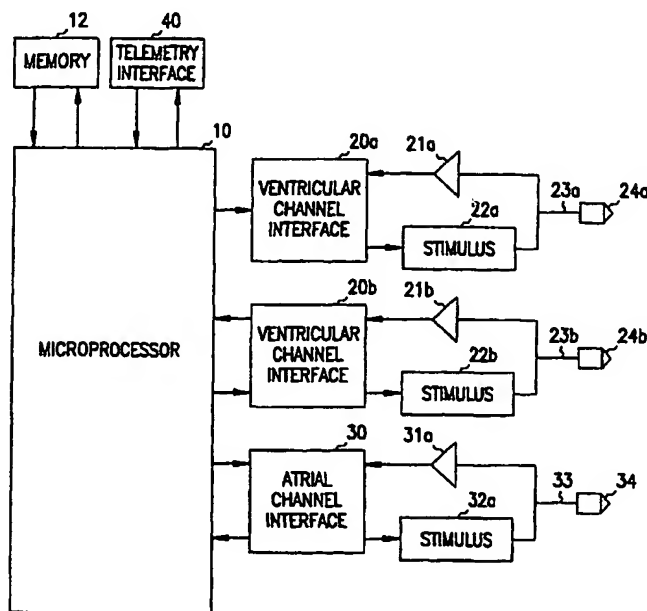 12
40
MEMORY
TELEMETRY
INTERFACE
10
MICROPROCESSOR
20a
VENTRICULAR
CHANNEL
INTERFACE
21a
22a
STIMULUS
23a
24a
20b
VENTRICULAR
CHANNEL
INTERFACE
21b
22b
STIMULUS
23b
24b
30
ATRIAL
CHANNEL
INTERFACE
31a
32a
STIMULUS
33
34